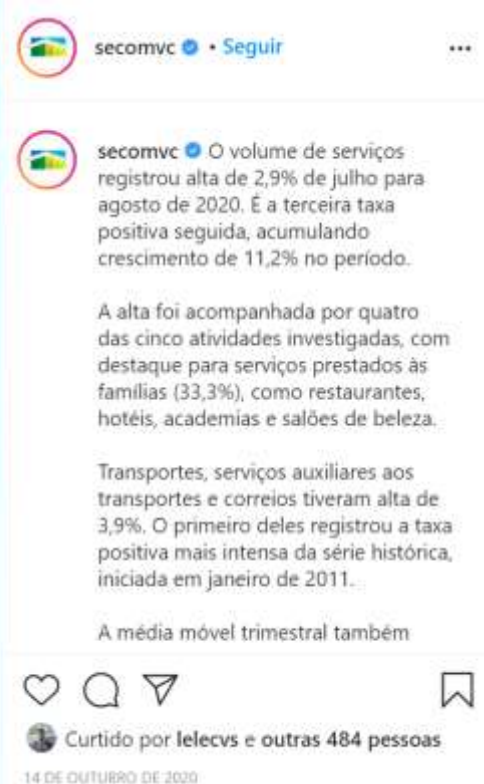 secomvc • Seguir
secomvc O volume de serviços
registrou alta de 2,9% de julho para
agosto de 2020. É a terceira taxa
positiva seguida, acumulando
crescimento de 11,2% no período.
A alta foi acompanhada por quatro
das cinco atividades investigadas, com
destaque para serviços prestados às
famílias (33,3%), como restaurantes,
hotéis, academias e salões de beleza.
Transportes, serviços auxiliares aos
transportes e correios tiveram alta de
3,9%. O primeiro deles registrou a taxa
positiva mais intensa da série histórica,
iniciada em janeiro de 2011.
A média móvel trimestral também
Curtido por lelecvs e outras 484 pessoas
14 DE OUTUBRO DE 2020